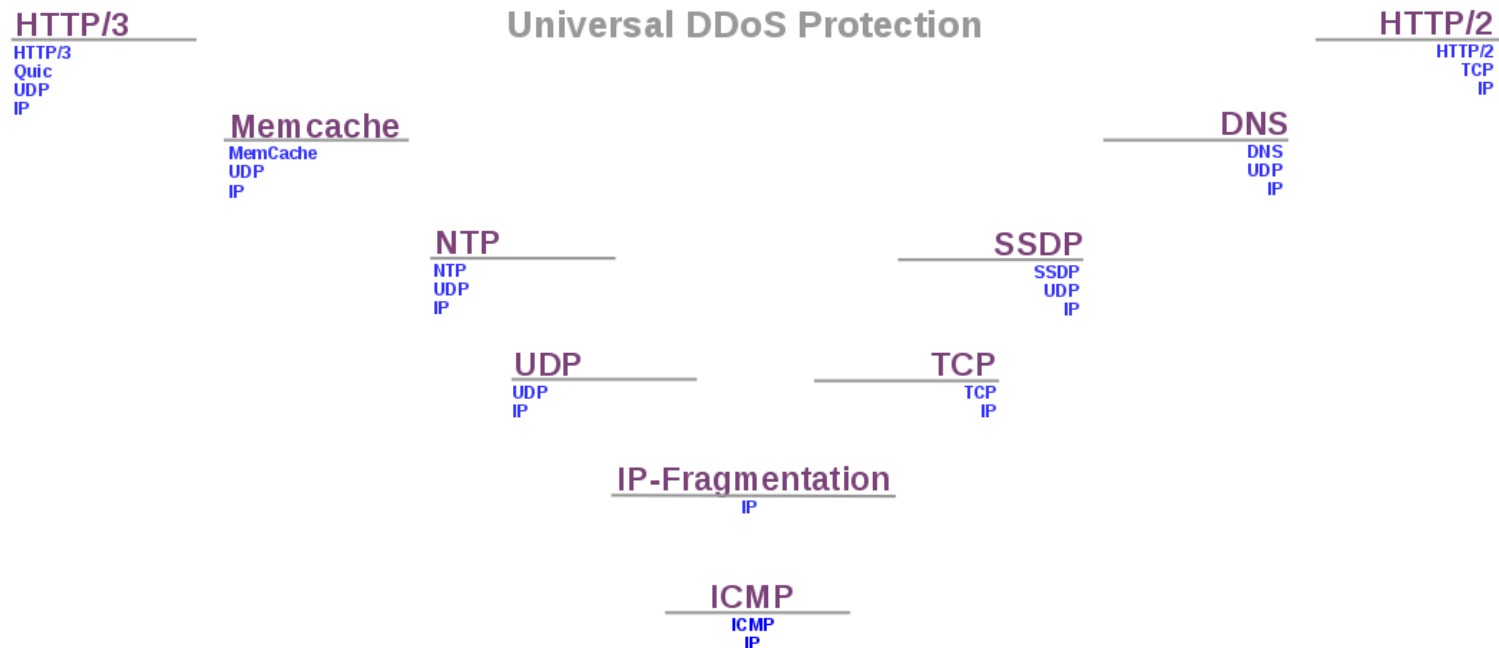 Universal DDoS Protection
HTTP/3
HTTP/3
Quic
UDP
IP
HTTP/2
HTTP/2
TCP
IP
Memcache
MemCache
UDP
IP
DNS
DNS
UDP
IP
NTP
NTP
UDP
IP
SSDP
SSDP
UDP
IP
UDP
UDP
IP
TCP
TCP
IP
IP-Fragmentation
IP
ICMP
ICMP
IP